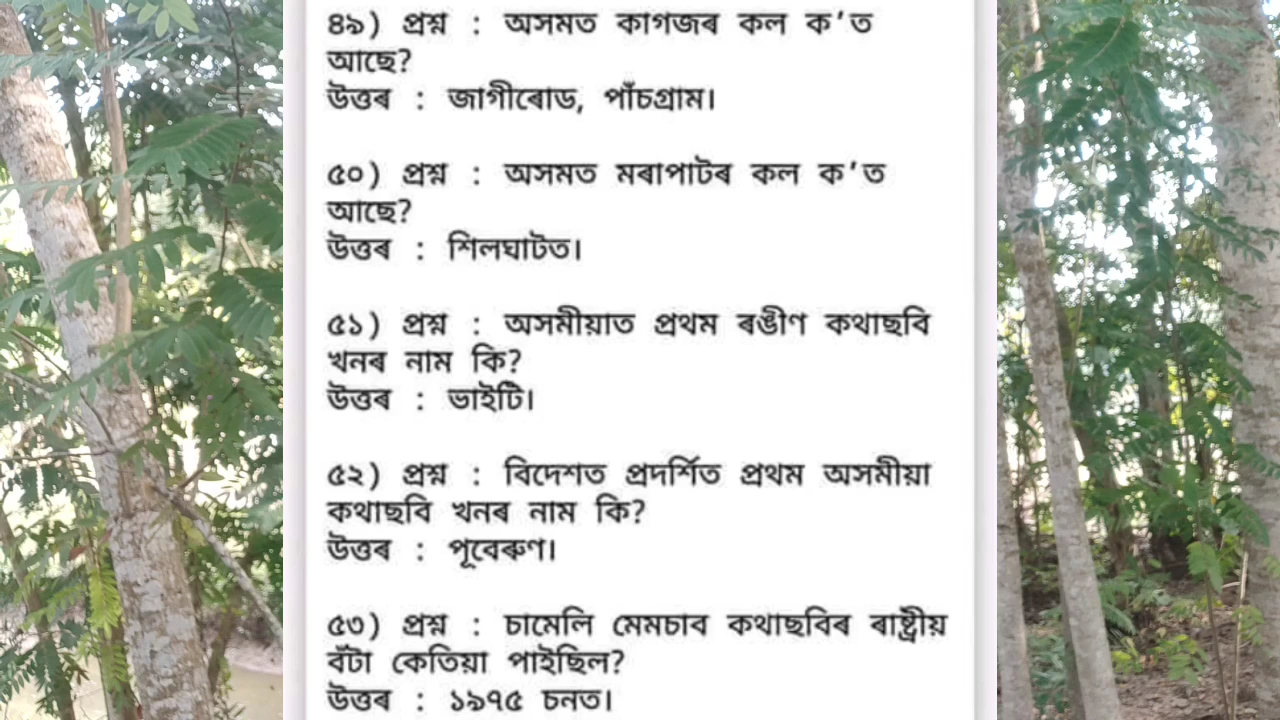 ৪৯) প্ৰশ্ন : অসমত কাগজৰ কল ক’ত
আছে?
উত্তৰ : জাগীৰোড, পাঁচগ্ৰাম।
৫০) প্ৰশ্ন : অসমত মৰাপাটৰ কল ক’ত
আছে?
উত্তৰ : শিলঘাটত।
৫১) প্ৰশ্ন : অসমীয়াত প্ৰথম ৰঙীণ কথাছবি
খনৰ নাম কি?
উত্তৰ : ভাইটি।
৫২) প্ৰশ্ন : বিদেশত প্ৰদৰ্শিত প্ৰথম অসমীয়া
কথাছবি খনৰ নাম কি?
উত্তৰ : পূবেৰুণ।
৫৩) প্ৰশ্ন : চামেলি মেমচাব কথাছবিৰ ৰাষ্ট্ৰীয়
বঁটা কেতিয়া পাইছিল?
উত্তৰ : ১৯৭৫ চনত।